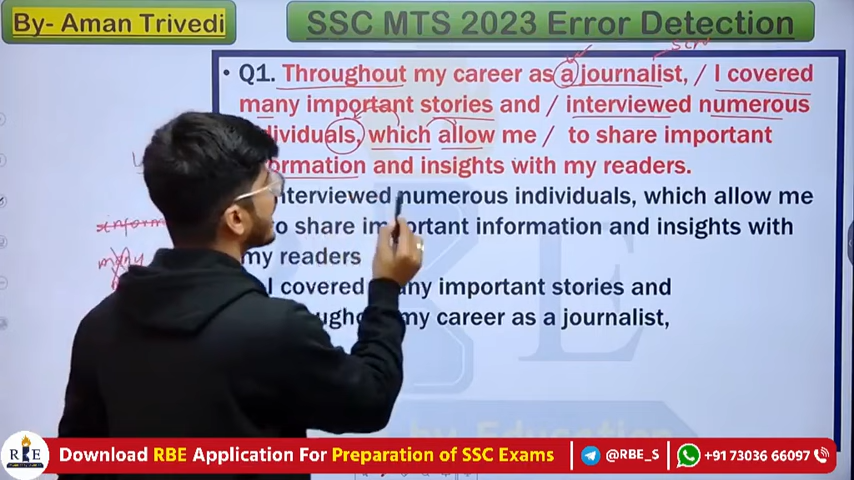 By- Aman Trivedi
SSC MTS 2023 Error Detection
• Q1. Throughout my career as a journalist, / I covered
many important stories and / interviewed numerous
which allow me / to share important
and insights with my readers.
numerous individuals, which allow me
to share important information and insights with
my readers
I covered important stories and
my career as a journalist,
RBE
Download RBE Application For Preparation of SSC Exams
@RBE_S
+91 73036 66097